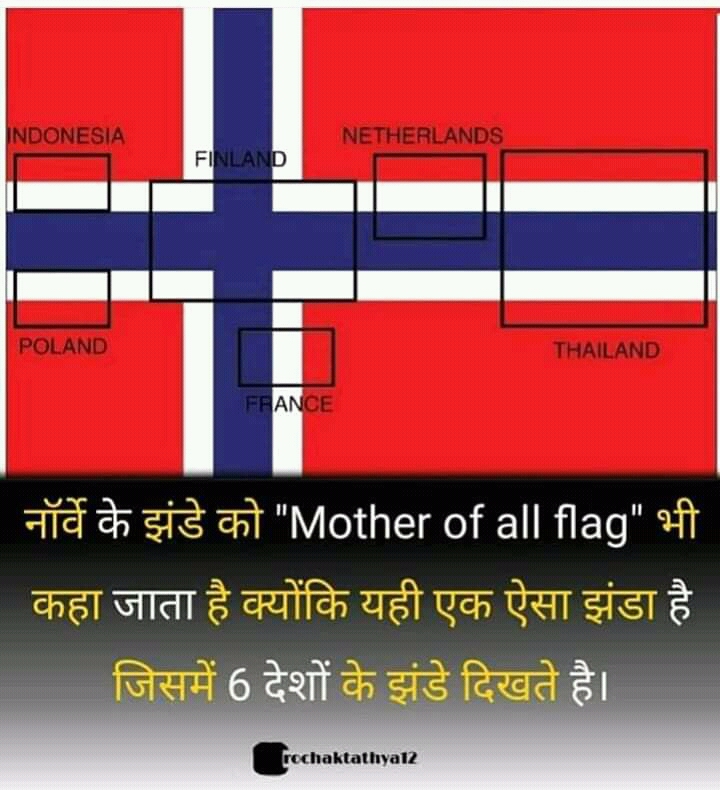 INDONESIA
FINLAND
NETHERLANDS
POLAND
FRANCE
THAILAND
नॉर्वे के झंडे को "Mother of all flag" भी
कहा जाता है क्योंकि यही एक ऐसा झंडा है
जिसमें 6 देशों के झंडे दिखते है।
rochaktathya12